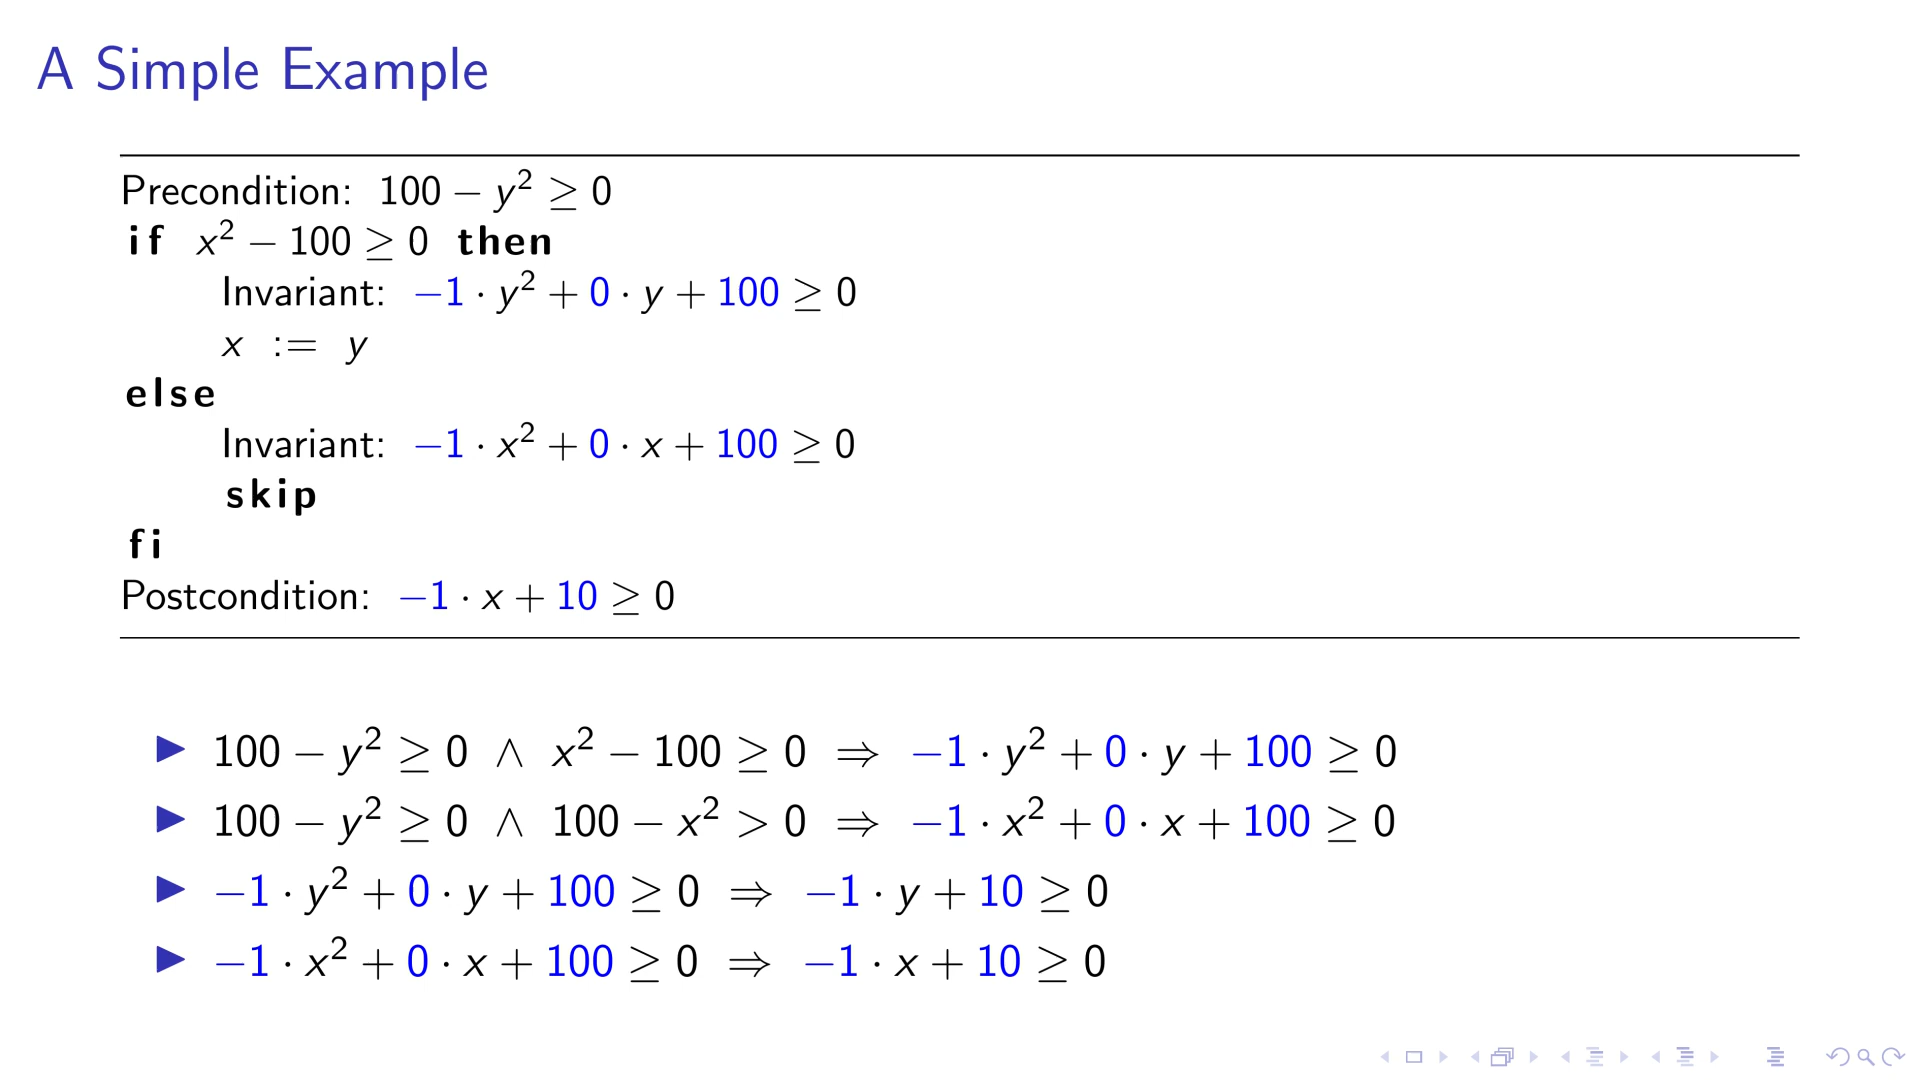 A Simple Example
Precondition: 100 − y² ≥ 0
if x² − 100 ≥ 0 then
Invariant: −1 · y² + 0 · y + 100 ≥ 0
x := y
else
Invariant: −1 · x² + 0 · x + 100 ≥ 0
skip
fi
Postcondition: −1 · x + 10 ≥ 0
▶ 100 − y² ≥ 0 ∧ x² − 100 ≥ 0 ⇒ −1 · y² + 0 · y + 100 ≥ 0
▶ 100 − y² ≥ 0 ∧ 100 − x² > 0 ⇒ −1 · x² + 0 · x + 100 ≥ 0
▶ −1 · y² + 0 · y + 100 ≥ 0 ⇒ −1 · y + 10 ≥ 0
▶ −1 · x² + 0 · x + 100 ≥ 0 ⇒ −1 · x + 10 ≥ 0